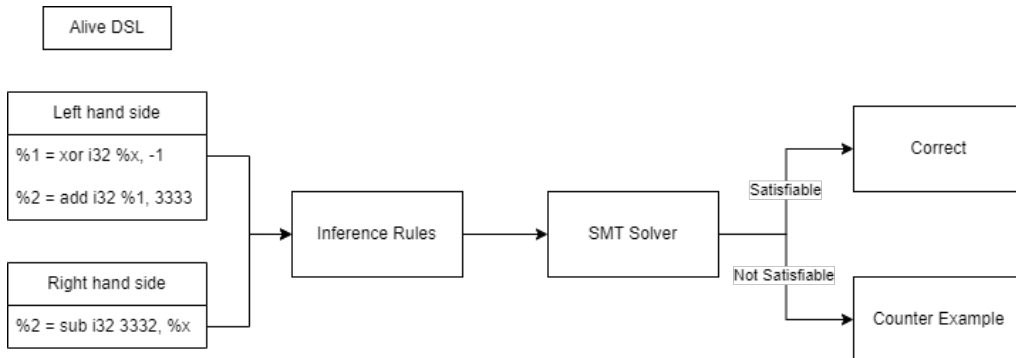 Alive DSL
Left hand side
%1 = xor i32 %x, -1
%2 = add i32 %1, 3333
Right hand side
%2 = sub i32 3332, %x
Inference Rules
SMT Solver
Satisfiable
Not Satisfiable
Correct
Counter Example